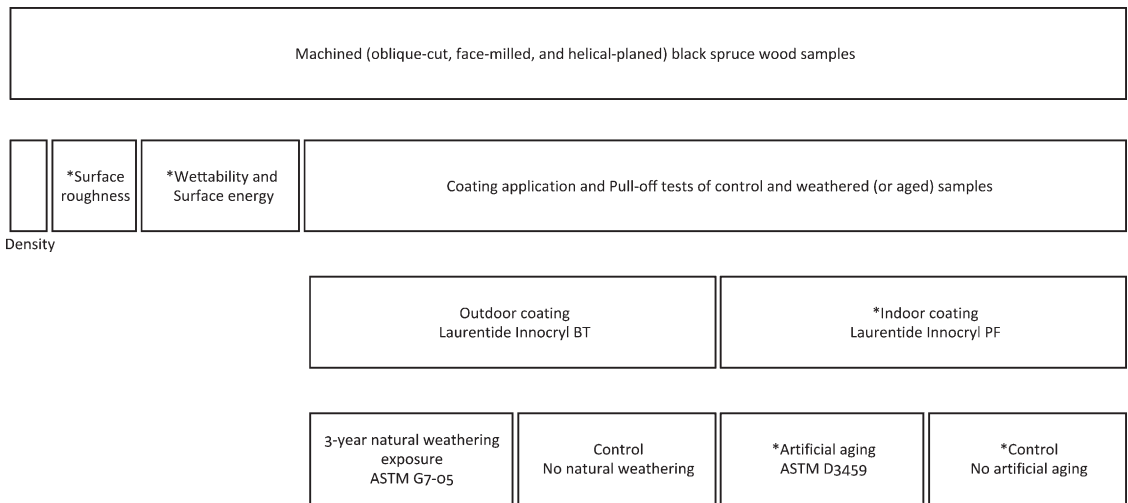 Machined (oblique-cut, face-milled, and helical-planed) black spruce wood samples
*Surface
roughness
*Wettability and
Surface energy
Coating application and Pull-off tests of control and weathered (or aged) samples
Density
Outdoor coating
Laurentide Innocryl BT
*Indoor coating
Laurentide Innocryl PF
3-year natural weathering
exposure
ASTM G7-05
Control
No natural weathering
*Artificial aging
ASTM D3459
*Control
No artificial aging